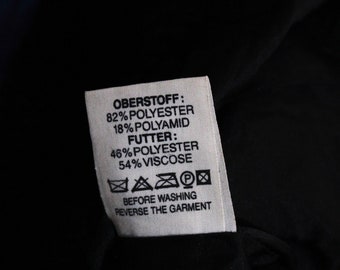 OBERSTOFF:
82% POLYESTER
18% POLYAMID
FUTTER:
46% POLYESTER
54% VISCOSE
P
BEFORE WASHING
REVERSE THE GARMENT